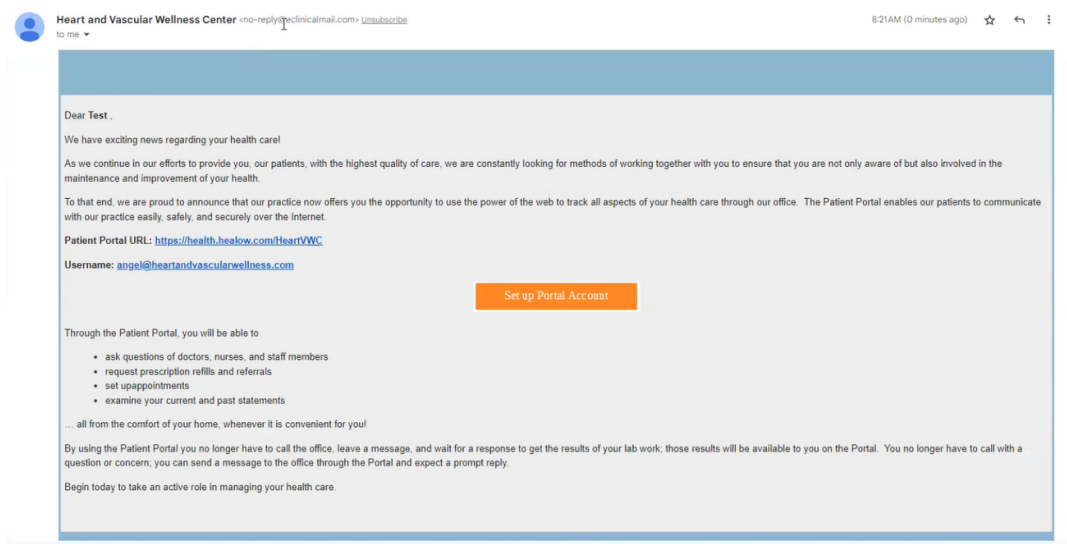 Heart and Vascular Wellness Center <no-reply@eclinicalmail.com> Unsubscribe
8:21 AM (0 minutes ago)
to me
Dear Test ,
We have exciting news regarding your health care!
As we continue in our efforts to provide you, our patients, with the highest quality of care, we are constantly looking for methods of working together with you to ensure that you are not only aware of but also involved in the
maintenance and improvement of your health.
To that end, we are proud to announce that our practice now offers you the opportunity to use the power of the web to track all aspects of your health care through our office. The Patient Portal enables our patients to communicate
with our practice easily, safely, and securely over the Internet.
Patient Portal URL: https://health.healow.com/HeartVWC
Username: angel@heartandvascularwellness.com
Set up Portal Account
Through the Patient Portal, you will be able to
• ask questions of doctors, nurses, and staff members
• request prescription refills and referrals
• set upappointments
• examine your current and past statements
… all from the comfort of your home, whenever it is convenient for you!
By using the Patient Portal you no longer have to call the office, leave a message, and wait for a response to get the results of your lab work; those results will be available to you on the Portal. You no longer have to call with a
question or concern; you can send a message to the office through the Portal and expect a prompt reply.
Begin today to take an active role in managing your health care.